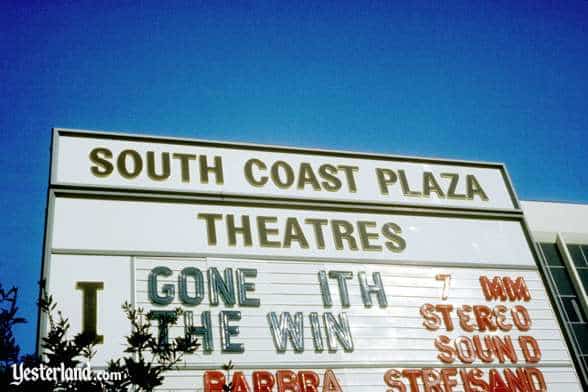 SOUTH COAST PLAZA
THEATRES
I
GONE ITH 7 MM
THE WIN STEREO
SOUND
BARBRA STREISAND
Yesterland.com